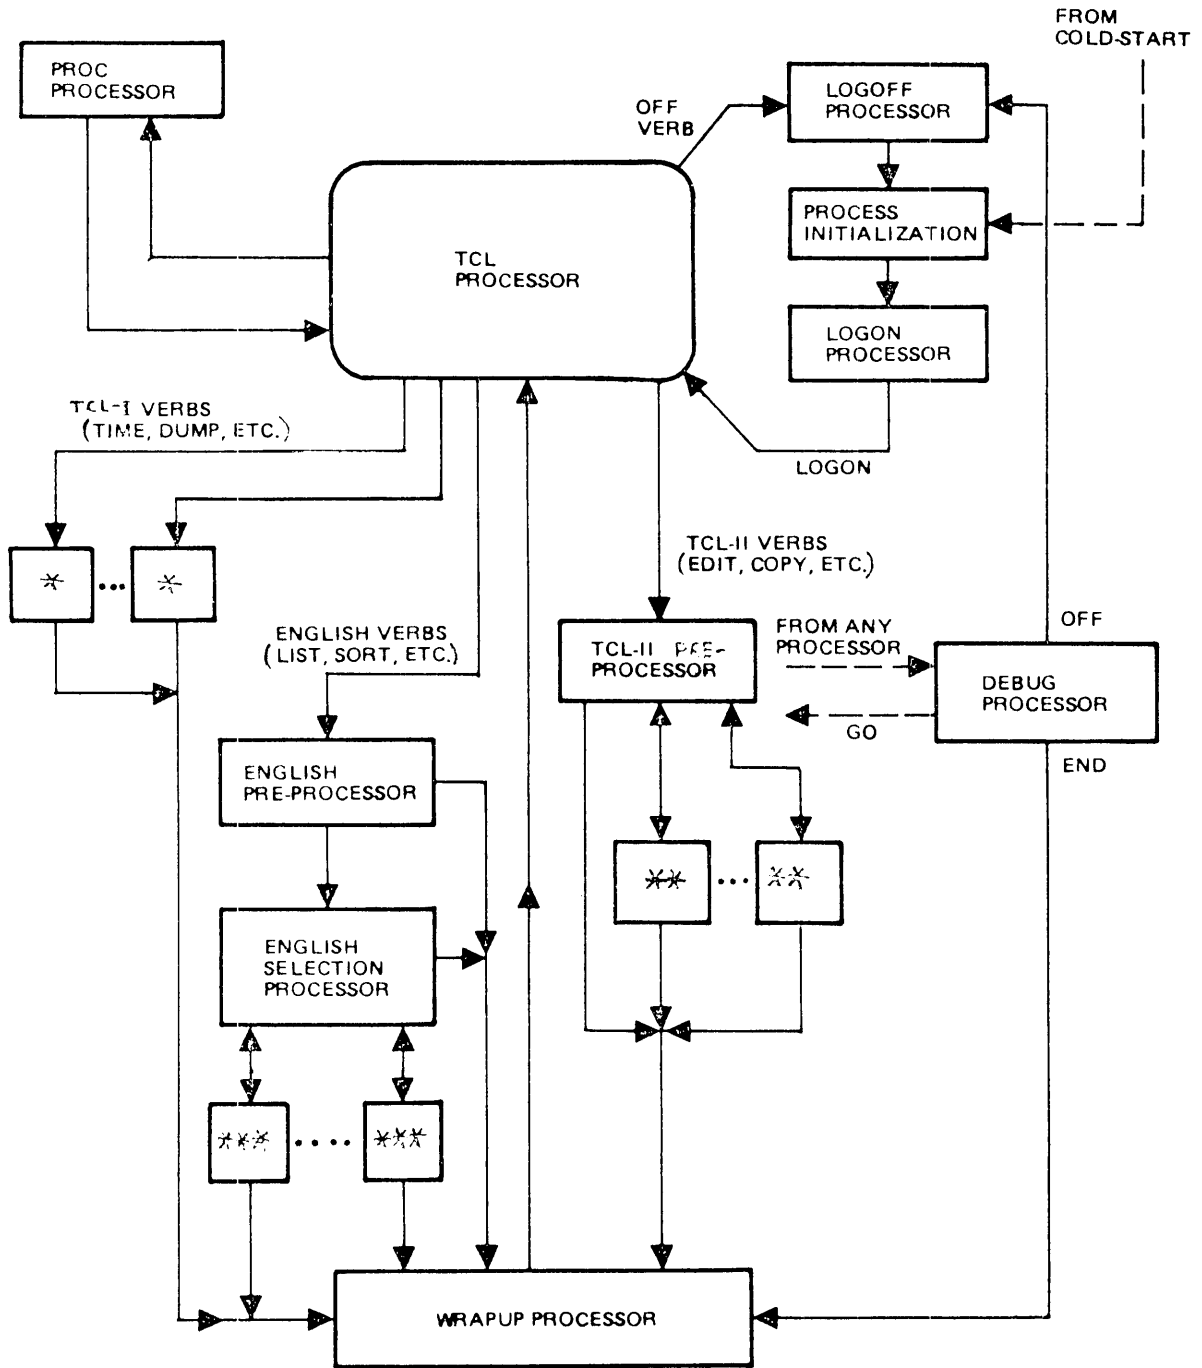 FROM
COLD-START
PROC
PROCESSOR
OFF
VERB
LOGOFF
PROCESSOR
PROCESS
INITIALIZATION
TCL
PROCESSOR
LOGON
PROCESSOR
TCL-I VERBS
(TIME, DUMP, ETC.)
LOGON
* ... *
TCL-II VERBS
(EDIT, COPY, ETC.)
ENGLISH VERBS
(LIST, SORT, ETC.)
TCL-II PRE-
PROCESSOR
FROM ANY
PROCESSOR
OFF
DEBUG
PROCESSOR
GO
END
ENGLISH
PRE-PROCESSOR
** ... **
ENGLISH
SELECTION
PROCESSOR
*** .... ***
WRAPUP PROCESSOR